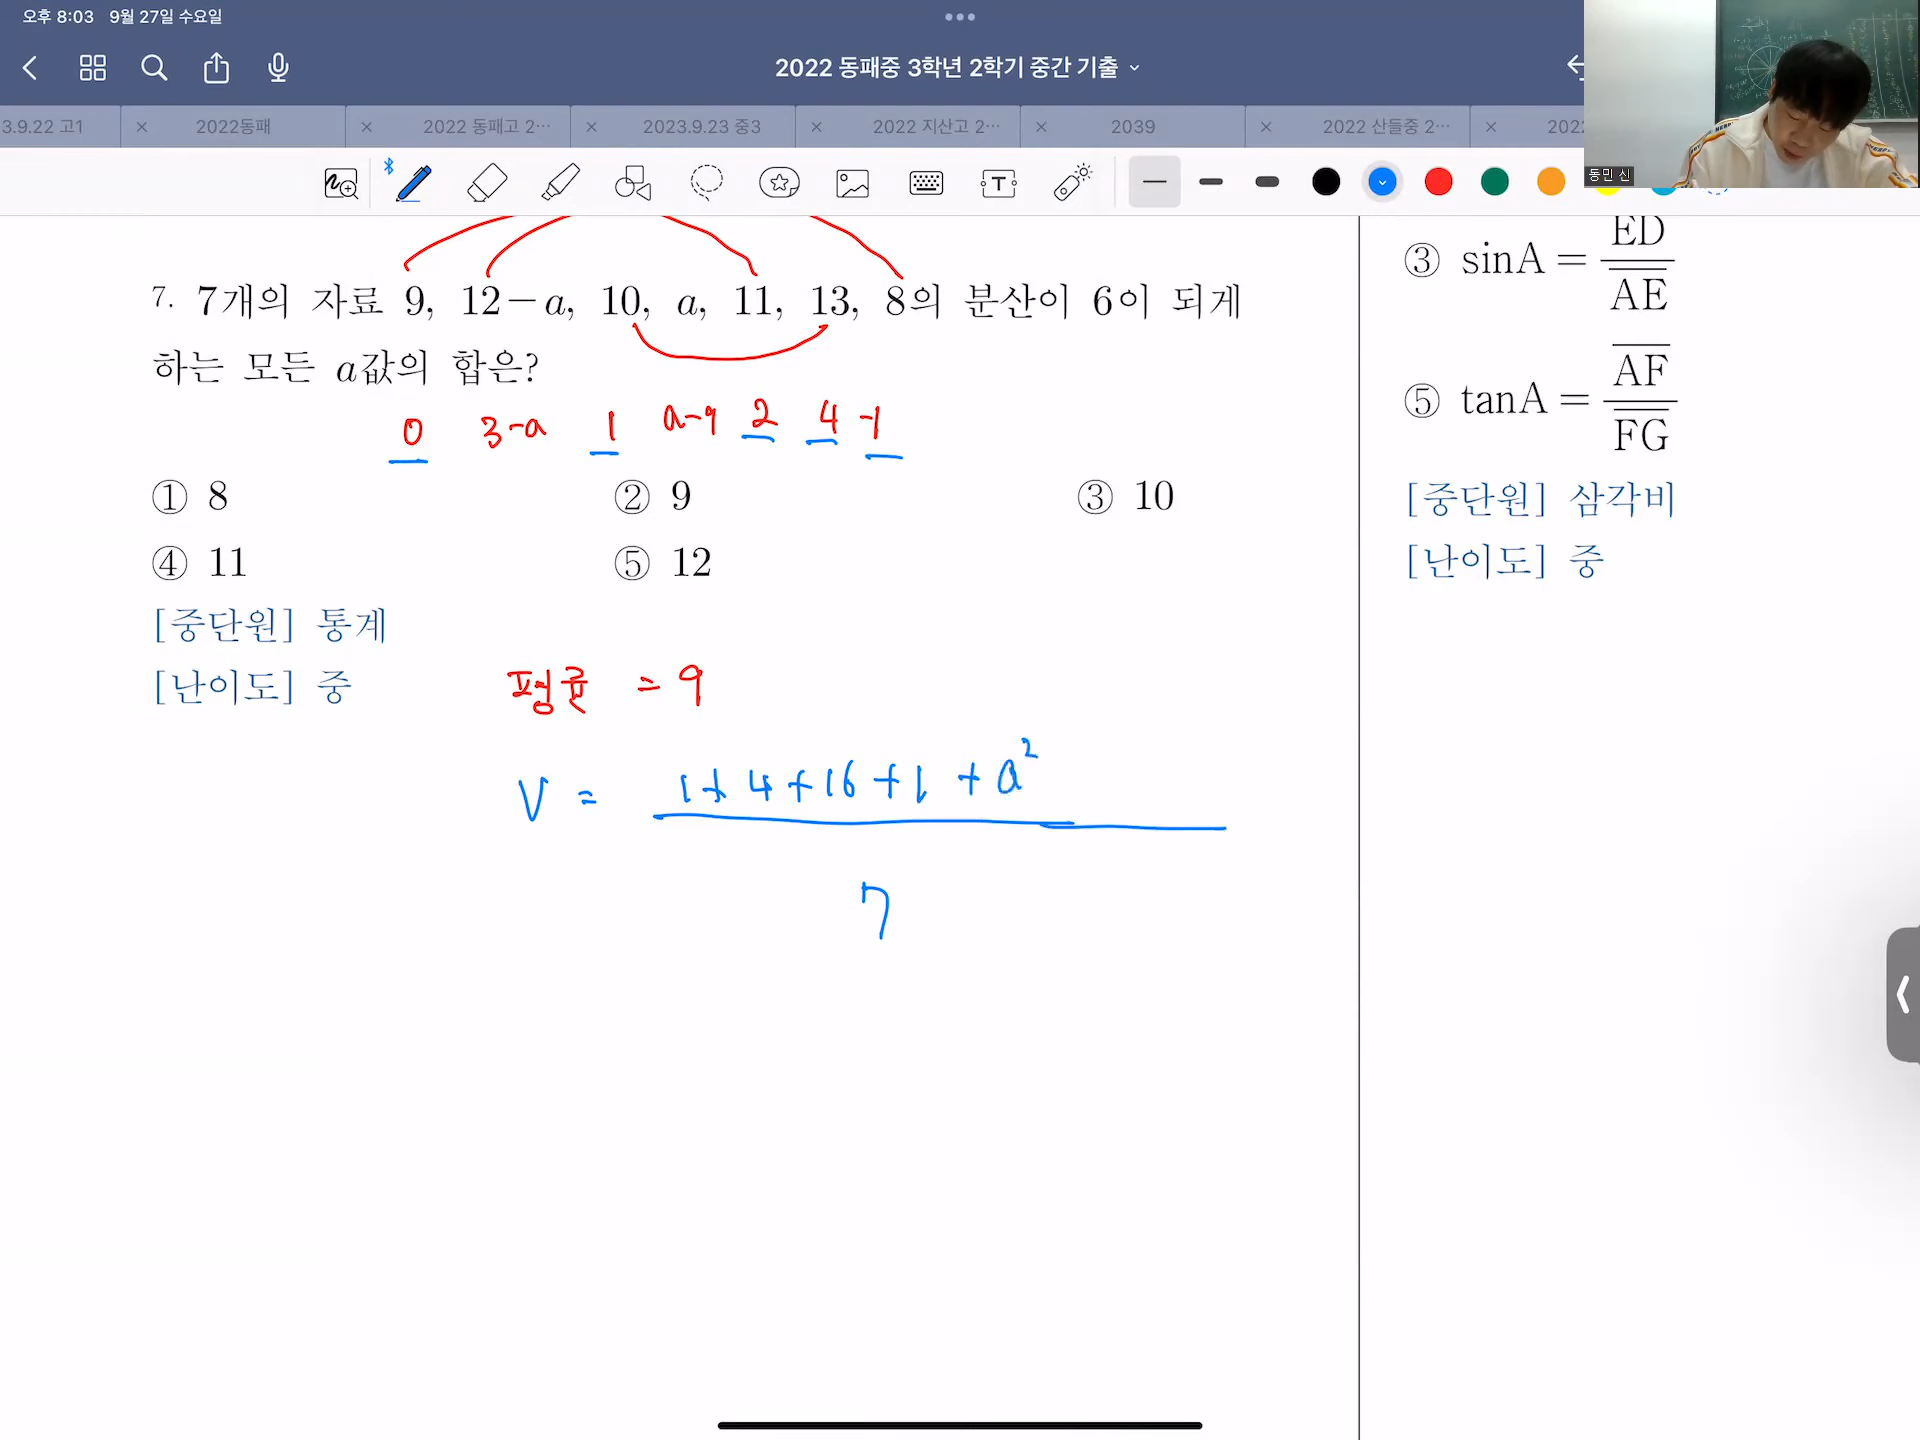 오후 8:03 9월 27일 수요일
2022 동패중 3학년 2학기 중간 기출
3.9.22 고1
2022동패
2022 동패고 2…
2023.9.23 중3
2022 지산고 2…
2039
2022 산들중 2…
202
동민 신
7. 7개의 자료 9, 12−a, 10, a, 11, 13, 8의 분산이 6이 되게
하는 모든 a값의 합은?
0 3-a 1 a-9 2 4 -1
① 8 ② 9 ③ 10
④ 11 ⑤ 12
[중단원] 통계
[난이도] 중
평균 = 9
V = 1+4+16+1+a²
7
③ sinA = ED
AE
⑤ tanA = AF
FG
[중단원] 삼각비
[난이도] 중